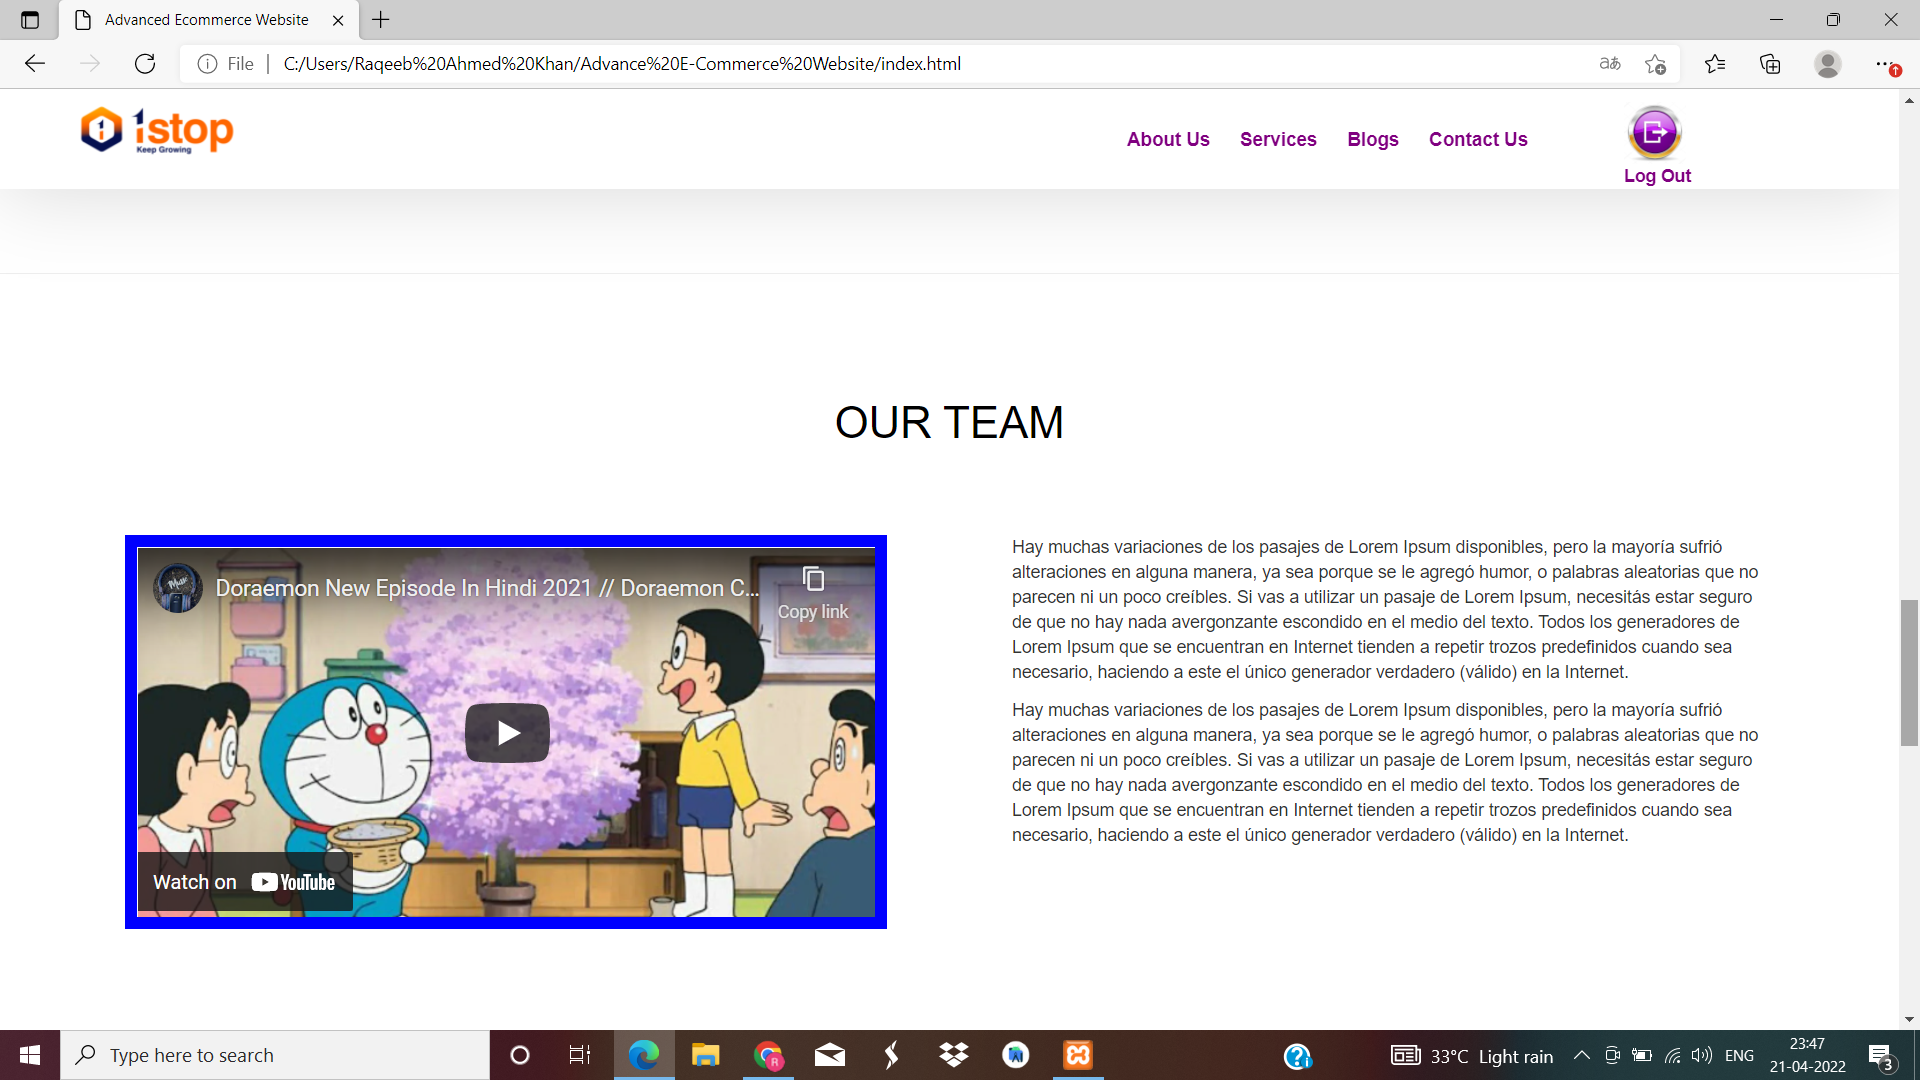 Advanced Ecommerce Website
File
C:/Users/Raqeeb%20Ahmed%20Khan/Advance%20E-Commerce%20Website/index.html
aあ
1stop
Keep Growing
About Us
Services
Blogs
Contact Us
Log Out
OUR TEAM
Doraemon New Episode In Hindi 2021 // Doraemon C...
Copy link
Watch on YouTube
Hay muchas variaciones de los pasajes de Lorem Ipsum disponibles, pero la mayoría sufrió
alteraciones en alguna manera, ya sea porque se le agregó humor, o palabras aleatorias que no
parecen ni un poco creíbles. Si vas a utilizar un pasaje de Lorem Ipsum, necesitás estar seguro
de que no hay nada avergonzante escondido en el medio del texto. Todos los generadores de
Lorem Ipsum que se encuentran en Internet tienden a repetir trozos predefinidos cuando sea
necesario, haciendo a este el único generador verdadero (válido) en la Internet.
Hay muchas variaciones de los pasajes de Lorem Ipsum disponibles, pero la mayoría sufrió
alteraciones en alguna manera, ya sea porque se le agregó humor, o palabras aleatorias que no
parecen ni un poco creíbles. Si vas a utilizar un pasaje de Lorem Ipsum, necesitás estar seguro
de que no hay nada avergonzante escondido en el medio del texto. Todos los generadores de
Lorem Ipsum que se encuentran en Internet tienden a repetir trozos predefinidos cuando sea
necesario, haciendo a este el único generador verdadero (válido) en la Internet.
Type here to search
R
33°C Light rain
ENG
23:47
21-04-2022
3